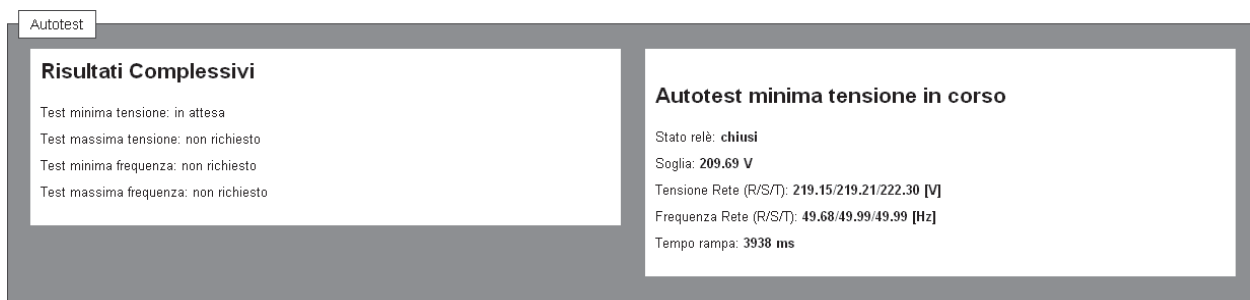 Autotest
Risultati Complessivi
Test minima tensione: in attesa
Test massima tensione: non richiesto
Test minima frequenza: non richiesto
Test massima frequenza: non richiesto
Autotest minima tensione in corso
Stato relè: chiusi
Soglia: 209.69 V
Tensione Rete (R/S/T): 219.15/219.21/222.30 [V]
Frequenza Rete (R/S/T): 49.68/49.99/49.99 [Hz]
Tempo rampa: 3938 ms